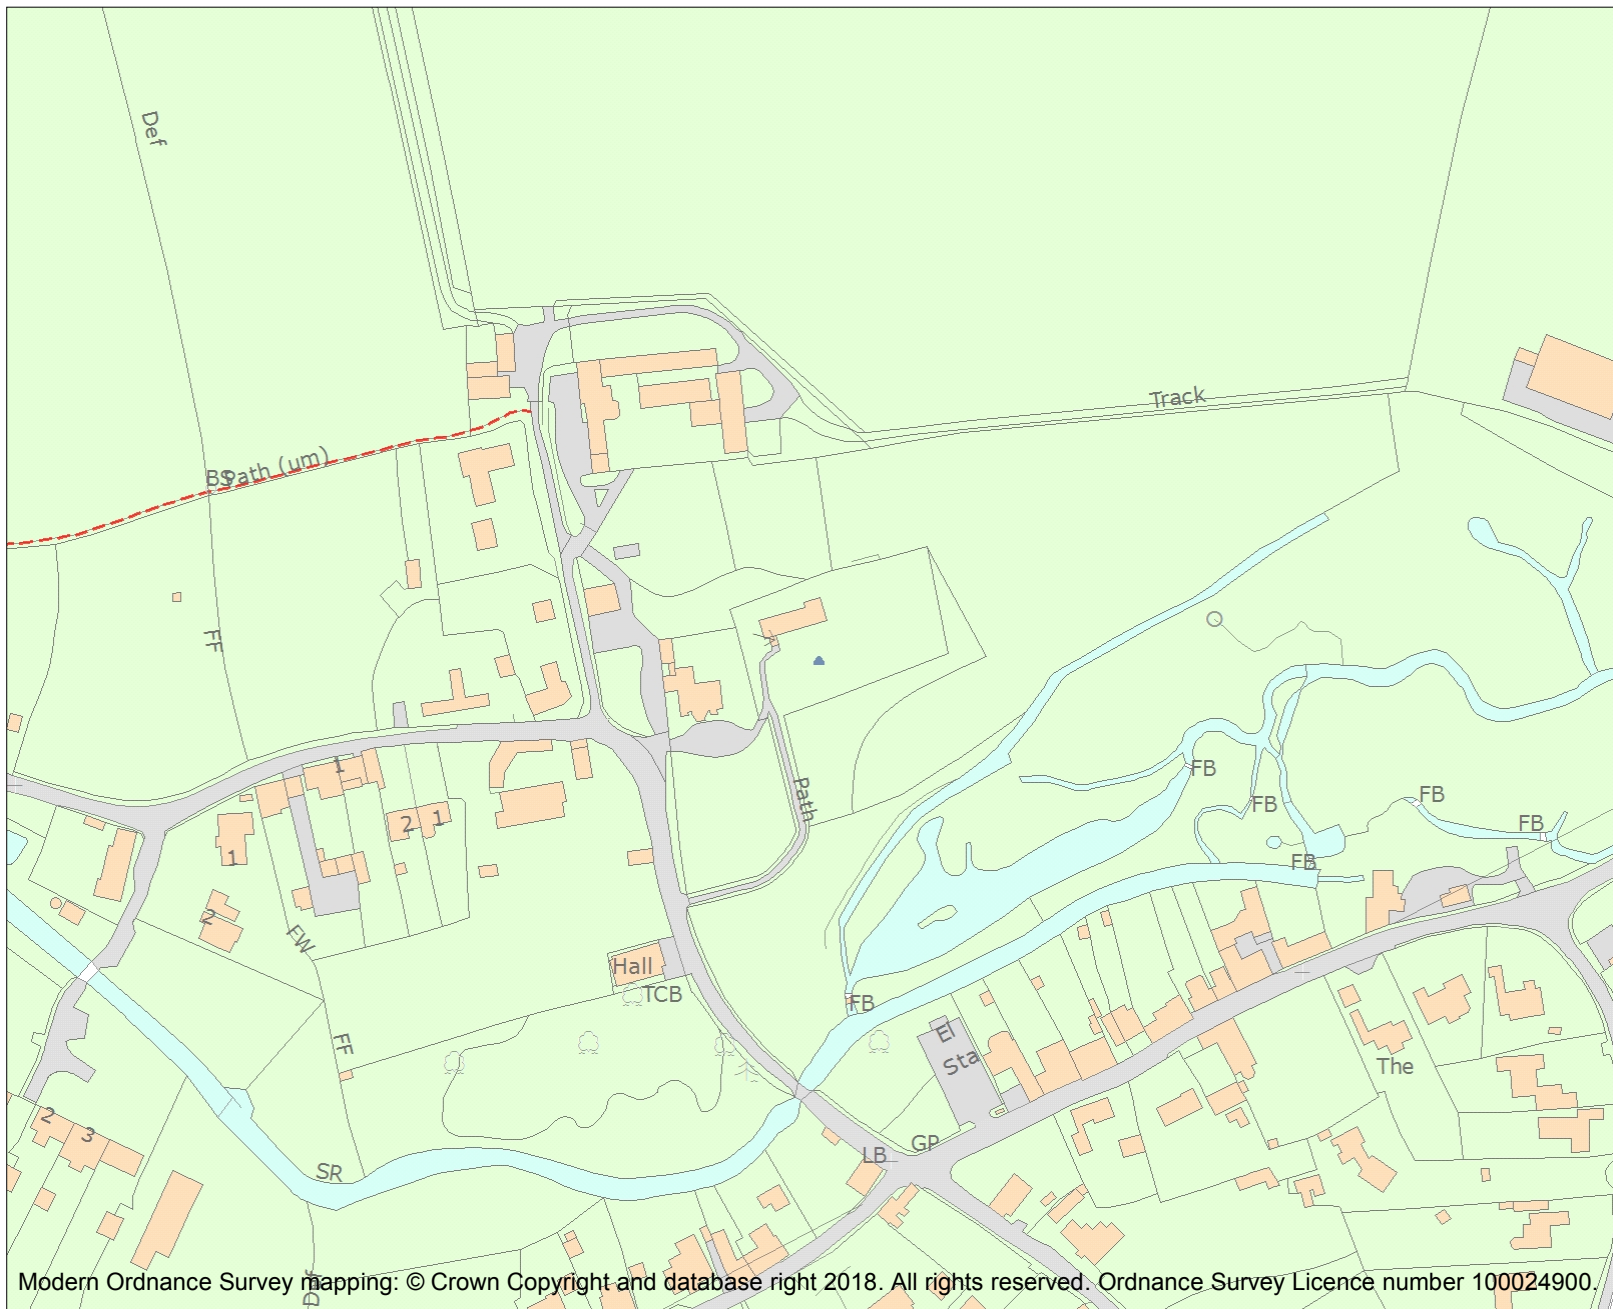 Def
Track
Path (um)
BS
FF
1
2 1
1
Path
FB
FB
FB
FB
FB
2
FW
Hall
TCB
FB
El
Sta
FF
The
2
3
GP
LB
SR
Def
Modern Ordnance Survey mapping: © Crown Copyright and database right 2018. All rights reserved. Ordnance Survey Licence number 100024900.